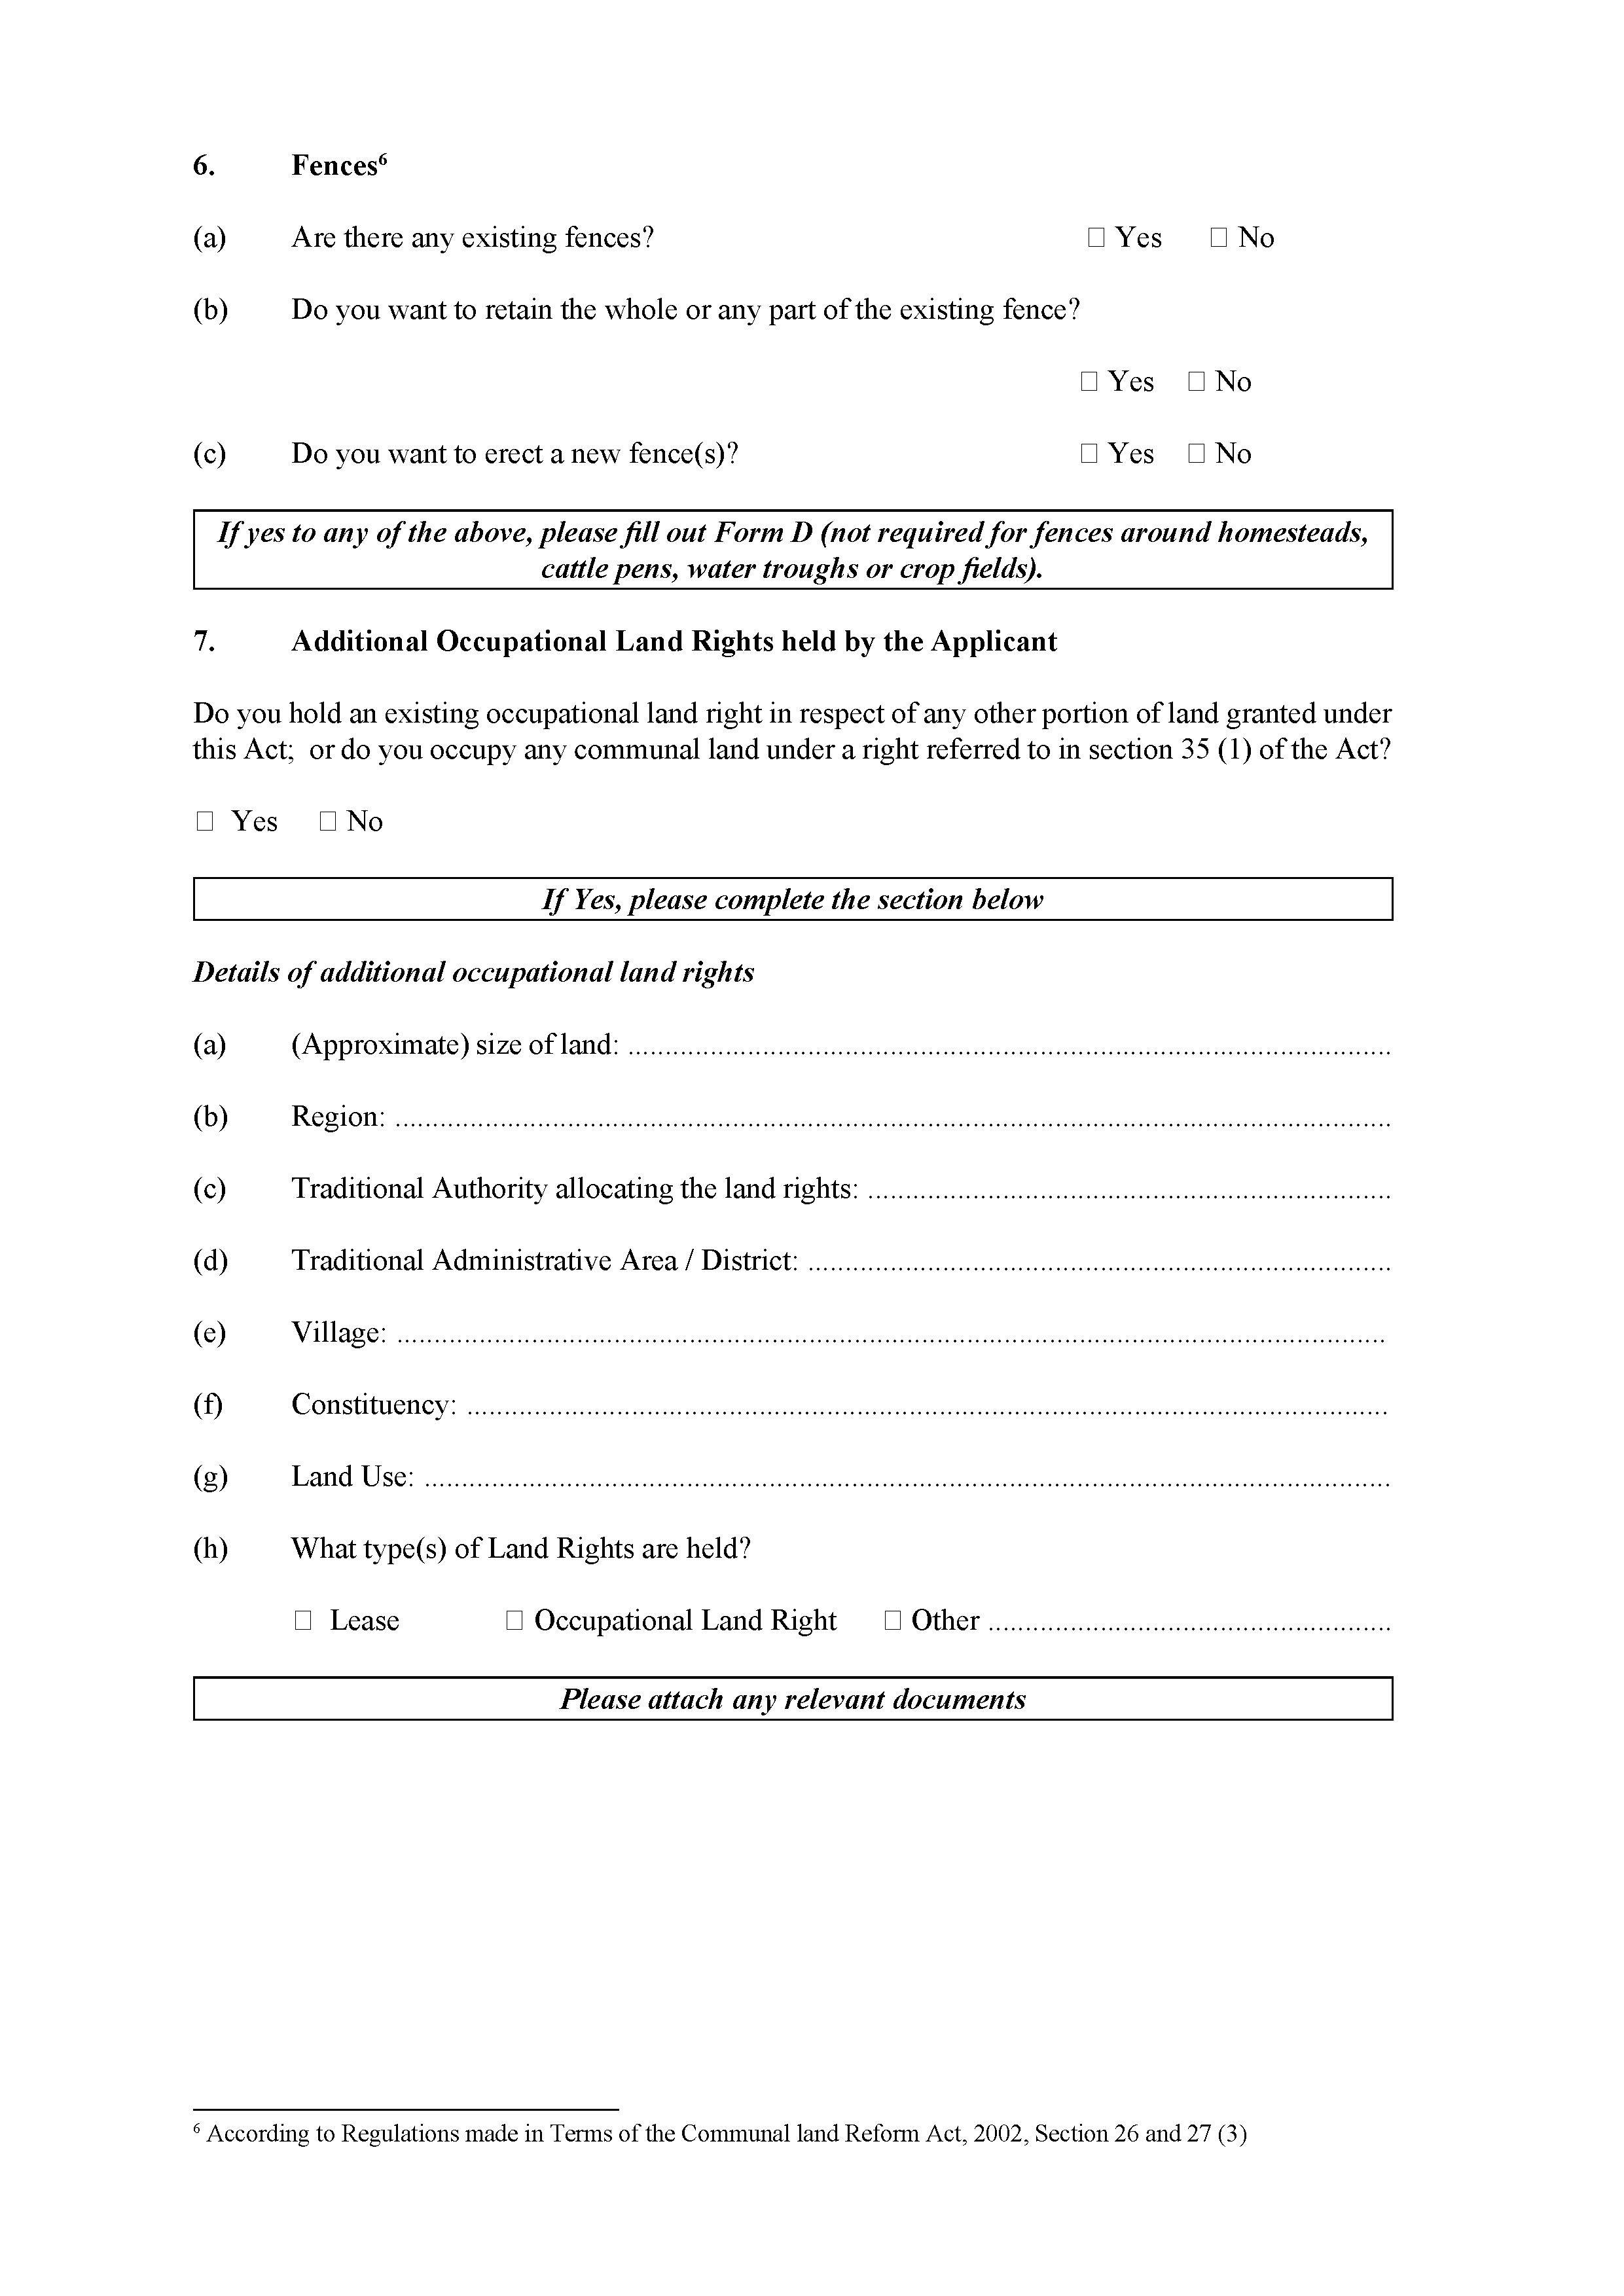 6. Fences⁶
(a) Are there any existing fences? ☐ Yes ☐ No
(b) Do you want to retain the whole or any part of the existing fence?
☐ Yes ☐ No
(c) Do you want to erect a new fence(s)? ☐ Yes ☐ No
If yes to any of the above, please fill out Form D (not required for fences around homesteads,
cattle pens, water troughs or crop fields).
7. Additional Occupational Land Rights held by the Applicant
Do you hold an existing occupational land right in respect of any other portion of land granted under
this Act; or do you occupy any communal land under a right referred to in section 35 (1) of the Act?
☐ Yes ☐ No
If Yes, please complete the section below
Details of additional occupational land rights
(a) (Approximate) size of land: ....................
(b) Region: ....................
(c) Traditional Authority allocating the land rights: ....................
(d) Traditional Administrative Area / District: ....................
(e) Village: ....................
(f) Constituency: ....................
(g) Land Use: ....................
(h) What type(s) of Land Rights are held?
☐ Lease ☐ Occupational Land Right ☐ Other ....................
Please attach any relevant documents
⁶ According to Regulations made in Terms of the Communal land Reform Act, 2002, Section 26 and 27 (3)